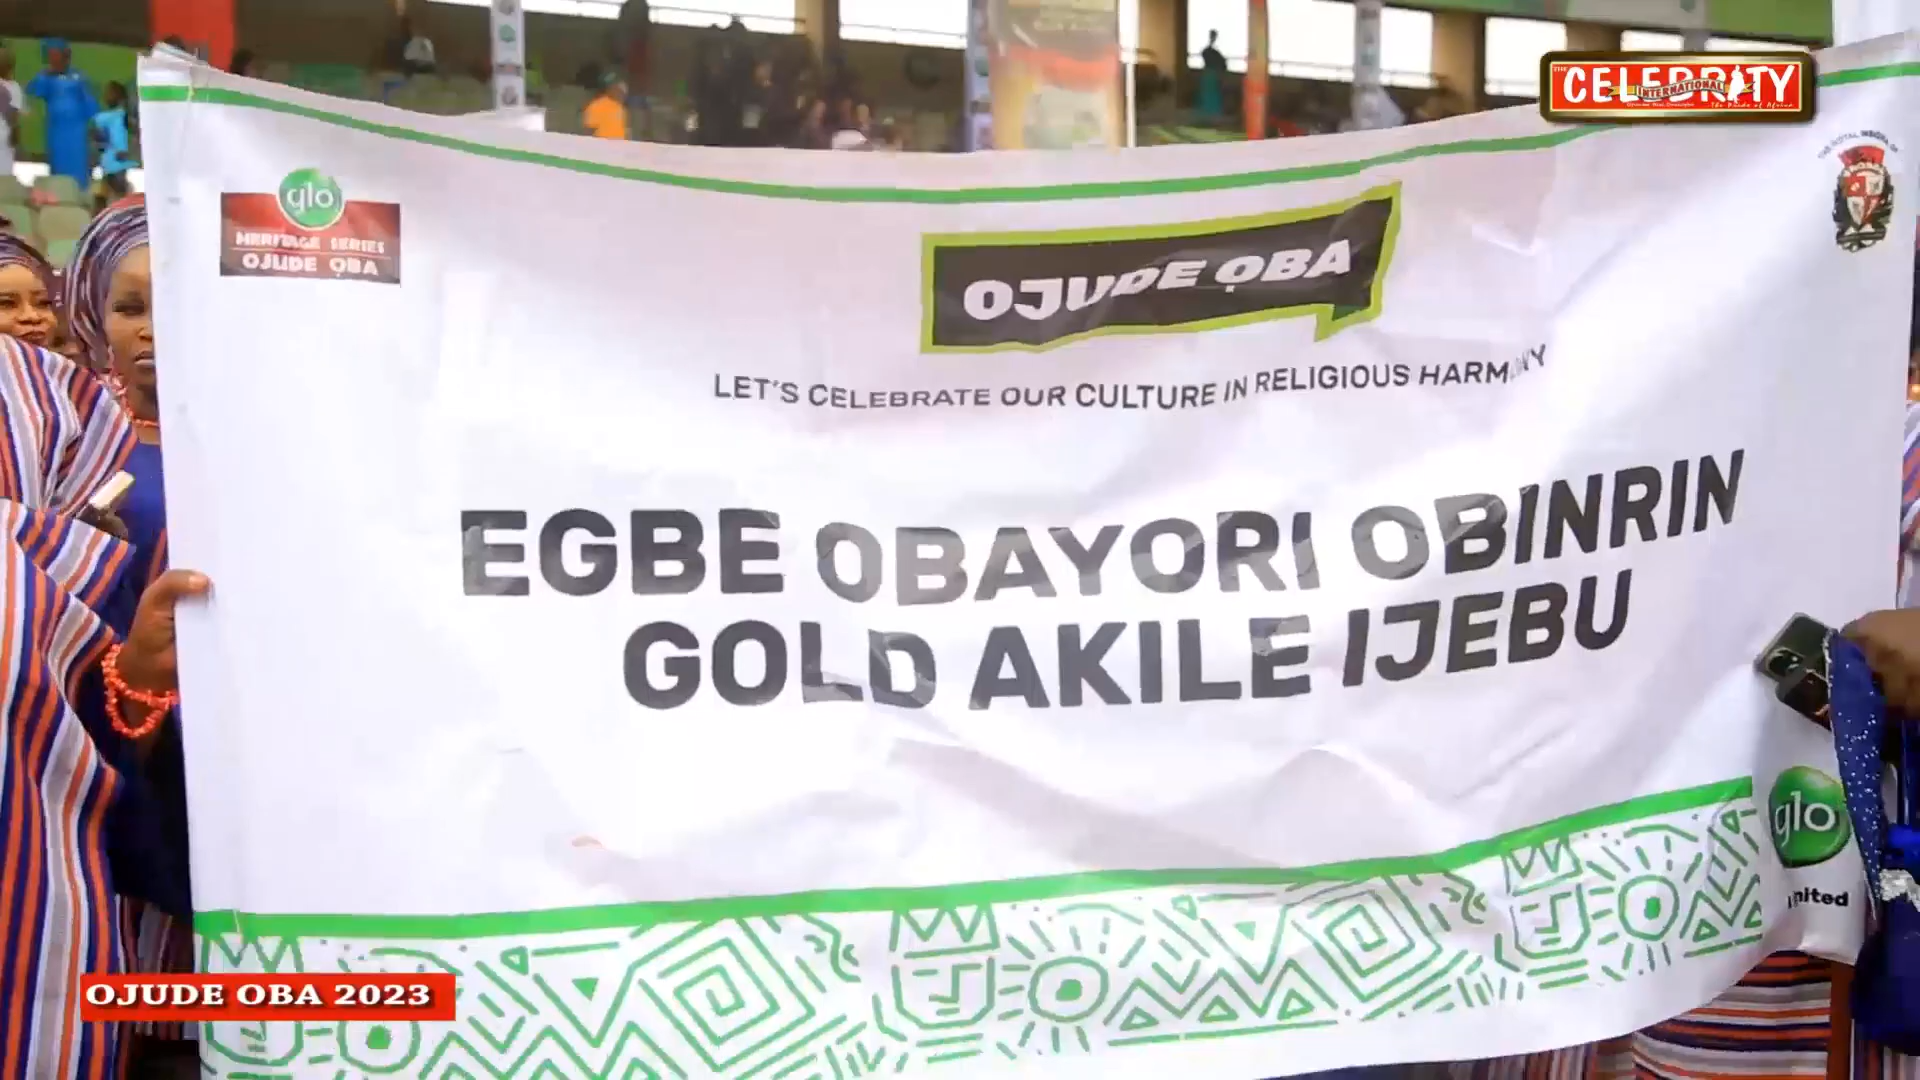 THE CELEBRITY
INTERNATIONAL
glo
HERITAGE SERIES
OJUDE ỌBA
OJUDE ỌBA
LET'S CELEBRATE OUR CULTURE IN RELIGIOUS HARMONY
EGBE OBAYORI OBINRIN
GOLD AKILE IJEBU
glo
OJUDE OBA 2023